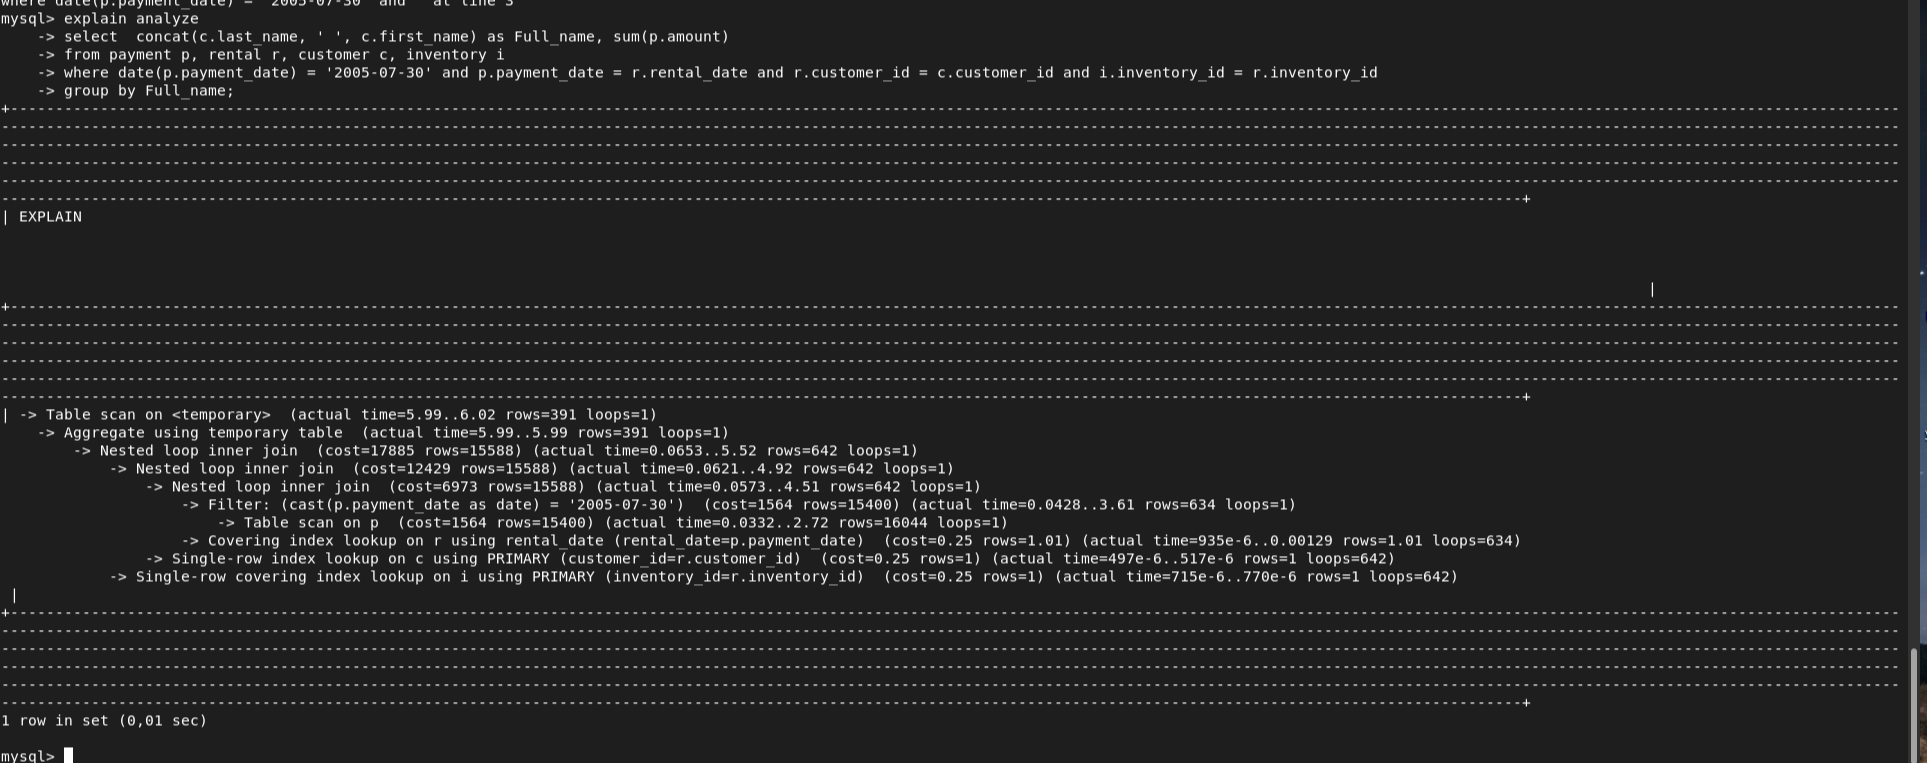 where date(p.payment_date) = '2005-07-30' and' at line 3
mysql> explain analyze
    -> select  concat(c.last_name, ' ', c.first_name) as Full_name, sum(p.amount)
    -> from payment p, rental r, customer c, inventory i
    -> where date(p.payment_date) = '2005-07-30' and p.payment_date = r.rental_date and r.customer_id = c.customer_id and i.inventory_id = r.inventory_id
    -> group by Full_name;
| EXPLAIN
|
| -> Table scan on <temporary>  (actual time=5.99..6.02 rows=391 loops=1)
    -> Aggregate using temporary table  (actual time=5.99..5.99 rows=391 loops=1)
        -> Nested loop inner join  (cost=17885 rows=15588) (actual time=0.0653..5.52 rows=642 loops=1)
            -> Nested loop inner join  (cost=12429 rows=15588) (actual time=0.0621..4.92 rows=642 loops=1)
                -> Nested loop inner join  (cost=6973 rows=15588) (actual time=0.0573..4.51 rows=642 loops=1)
                    -> Filter: (cast(p.payment_date as date) = '2005-07-30')  (cost=1564 rows=15400) (actual time=0.0428..3.61 rows=634 loops=1)
                        -> Table scan on p  (cost=1564 rows=15400) (actual time=0.0332..2.72 rows=16044 loops=1)
                    -> Covering index lookup on r using rental_date (rental_date=p.payment_date)  (cost=0.25 rows=1.01) (actual time=935e-6..0.00129 rows=1.01 loops=634)
                -> Single-row index lookup on c using PRIMARY (customer_id=r.customer_id)  (cost=0.25 rows=1) (actual time=497e-6..517e-6 rows=1 loops=642)
            -> Single-row covering index lookup on i using PRIMARY (inventory_id=r.inventory_id)  (cost=0.25 rows=1) (actual time=715e-6..770e-6 rows=1 loops=642)
 |
1 row in set (0,01 sec)
mysql>